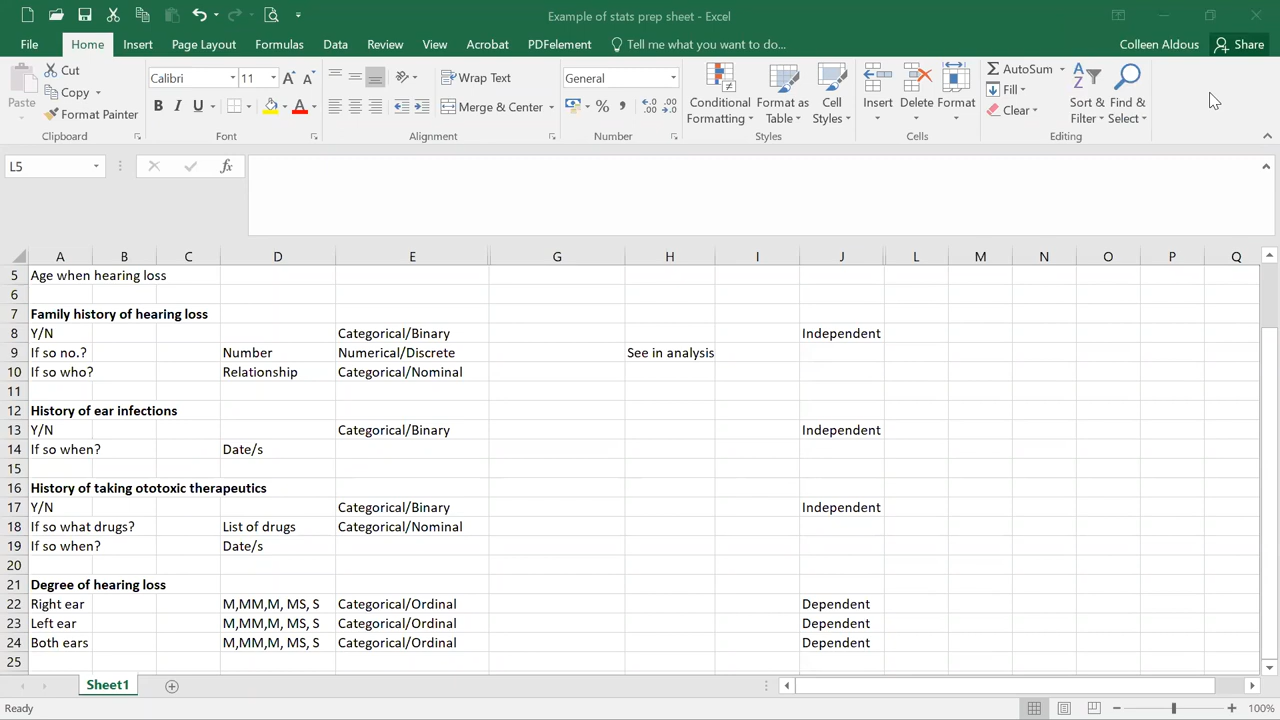 Example of stats prep sheet - Excel
File Home Insert Page Layout Formulas Data Review View Acrobat PDFelement Tell me what you want to do... Colleen Aldous Share
Paste Cut Copy Format Painter
Calibri 11 B I U A A A
Wrap Text Merge & Center
General % ,
Conditional Formatting Format as Table Cell Styles
Insert Delete Format
AutoSum Fill Clear Sort & Filter Find & Select
Clipboard Font Alignment Number Styles Cells Editing
L5 fx
A B C D E G H I J L M N O P Q
5 Age when hearing loss
6
7 Family history of hearing loss
8 Y/N Categorical/Binary Independent
9 If so no.? Number Numerical/Discrete See in analysis
10 If so who? Relationship Categorical/Nominal
11
12 History of ear infections
13 Y/N Categorical/Binary Independent
14 If so when? Date/s
15
16 History of taking ototoxic therapeutics
17 Y/N Categorical/Binary Independent
18 If so what drugs? List of drugs Categorical/Nominal
19 If so when? Date/s
20
21 Degree of hearing loss
22 Right ear M,MM,M, MS, S Categorical/Ordinal Dependent
23 Left ear M,MM,M, MS, S Categorical/Ordinal Dependent
24 Both ears M,MM,M, MS, S Categorical/Ordinal Dependent
25
Sheet1
Ready 100%